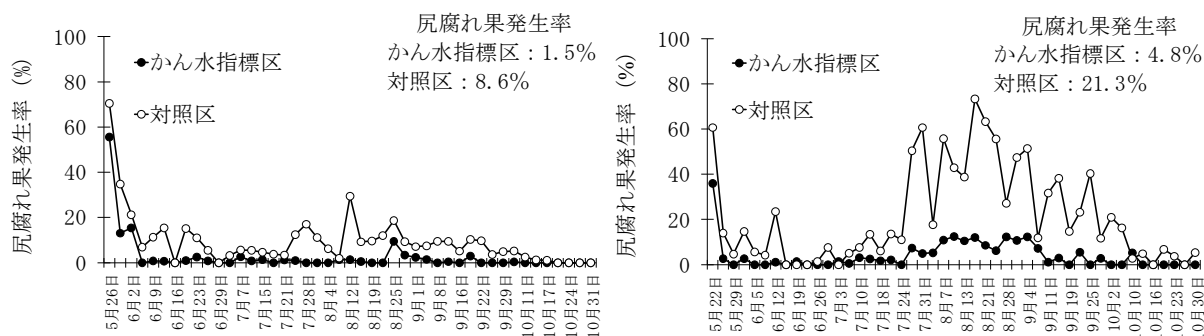 尻腐れ果発生率
かん水指標区：1.5%
対照区：8.6%
かん水指標区
対照区
尻腐れ果発生率 (%)
100
80
60
40
20
0
5月26日
6月2日
6月9日
6月16日
6月23日
6月29日
7月7日
7月15日
7月21日
7月28日
8月4日
8月12日
8月19日
8月25日
9月1日
9月8日
9月16日
9月22日
9月29日
10月11日
10月17日
10月24日
10月31日
尻腐れ果発生率
かん水指標区：4.8%
対照区：21.3%
かん水指標区
対照区
尻腐れ果発生率 (%)
100
80
60
40
20
0
5月22日
5月29日
6月5日
6月12日
6月19日
6月26日
7月3日
7月10日
7月18日
7月24日
7月31日
8月7日
8月13日
8月21日
8月28日
9月4日
9月11日
9月19日
9月25日
10月2日
10月10日
10月16日
10月23日
10月30日